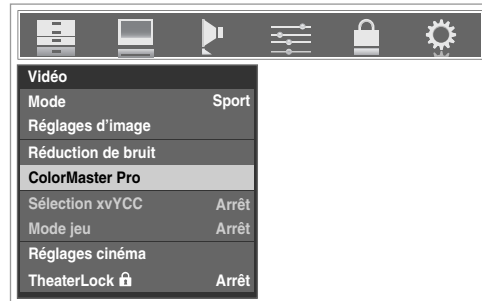 Vidéo
Mode Sport
Réglages d’image
Réduction de bruit
ColorMaster Pro
Sélection xvYCC Arrêt
Mode jeu Arrêt
Réglages cinéma
TheaterLock Arrêt